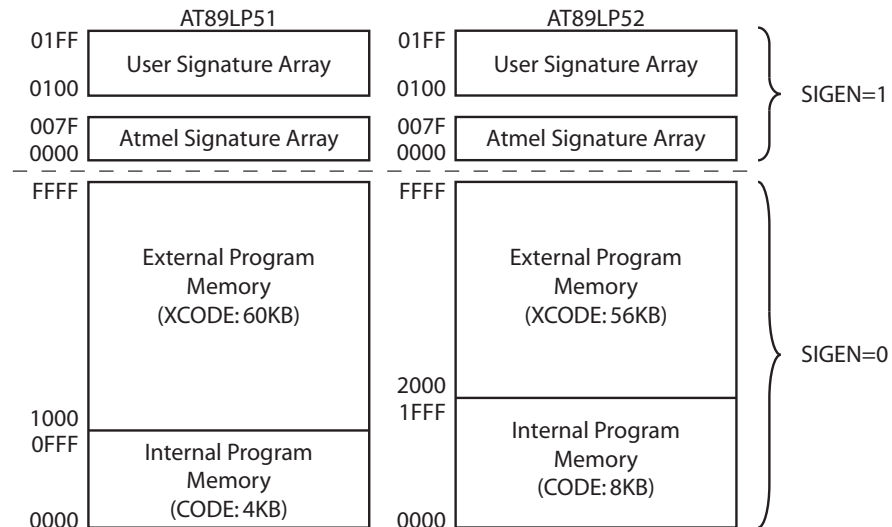 AT89LP51
AT89LP52
01FF
User Signature Array
0100
01FF
User Signature Array
0100
SIGEN=1
007F
Atmel Signature Array
0000
007F
Atmel Signature Array
0000
FFFF
External Program
Memory
(XCODE: 60KB)
1000
0FFF
Internal Program
Memory
(CODE: 4KB)
0000
FFFF
External Program
Memory
(XCODE: 56KB)
2000
1FFF
Internal Program
Memory
(CODE: 8KB)
0000
SIGEN=0